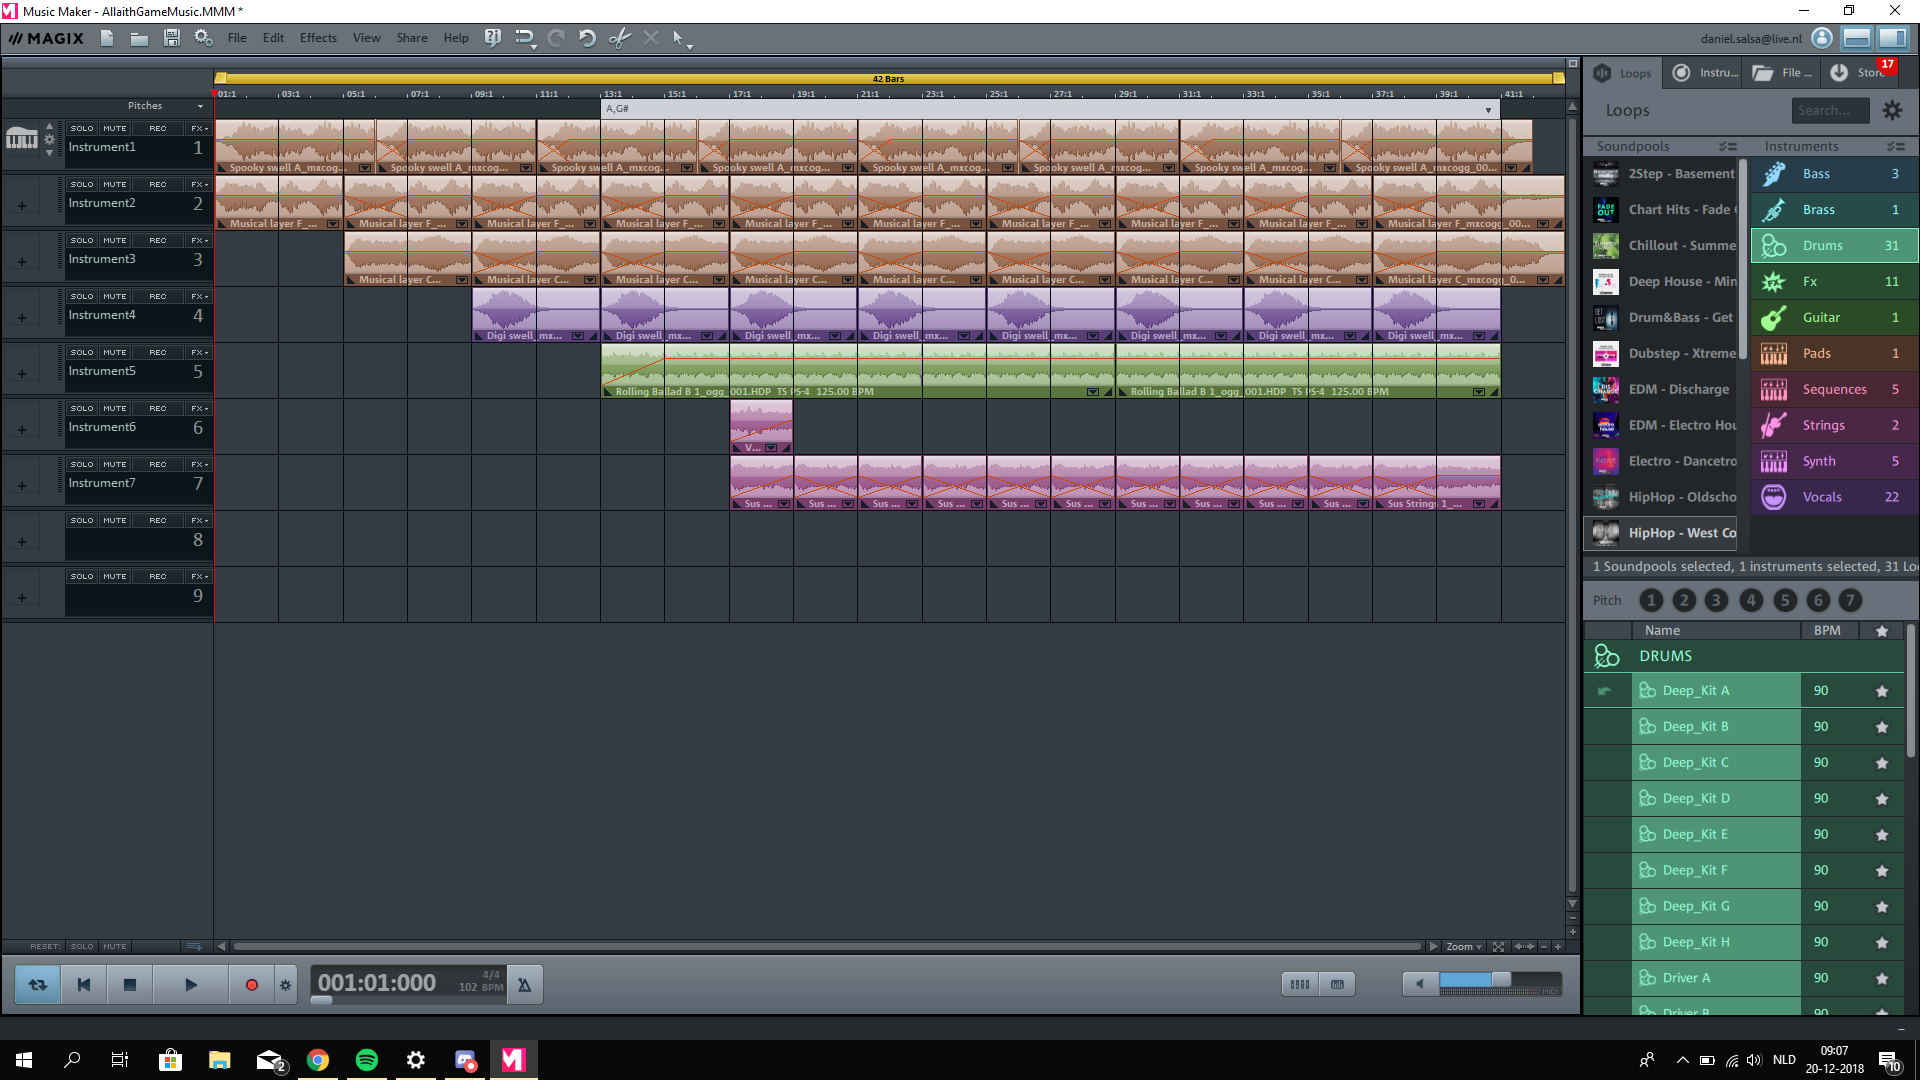 Music Maker - AllaithGameMusic.MMM *
MAGIX File Edit Effects View Share Help daniel.salsa@live.nl
42 Bars
01:1 03:1 05:1 07:1 09:1 11:1 13:1 15:1 17:1 19:1 21:1 23:1 25:1 27:1 29:1 31:1 33:1 35:1 37:1 39:1 41:1
Pitches A,G#
SOLO MUTE REC FX
Instrument1 1
Spooky swell A_mxcog... Spooky swell A_mxcog... Spooky swell A_mxcog... Spooky swell A_mxcog... Spooky swell A_mxcog... Spooky swell A_mxcog... Spooky swell A_mxcog... Spooky swell A_mxcogg_00...
SOLO MUTE REC FX
Instrument2 2
Musical layer F_... Musical layer F_... Musical layer F_... Musical layer F_... Musical layer F_... Musical layer F_... Musical layer F_... Musical layer F_... Musical layer F_... Musical layer F_mxcogg_00...
SOLO MUTE REC FX
Instrument3 3
Musical layer C... Musical layer C... Musical layer C... Musical layer C... Musical layer C... Musical layer C... Musical layer C... Musical layer C... Musical layer C_mxcogg_0...
SOLO MUTE REC FX
Instrument4 4
Digi swell_mx... Digi swell_mx... Digi swell_mx... Digi swell_mx... Digi swell_mx... Digi swell_mx... Digi swell_mx... Digi swell_mx...
SOLO MUTE REC FX
Instrument5 5
Rolling Ballad B 1_ogg_001.HDP TS PS-4 125.00 BPM Rolling Ballad B 1_ogg_001.HDP TS PS-4 125.00 BPM
SOLO MUTE REC FX
Instrument6 6
V...
SOLO MUTE REC FX
Instrument7 7
Sus ... Sus ... Sus ... Sus ... Sus ... Sus ... Sus ... Sus ... Sus ... Sus ... Sus Strings 1_...
SOLO MUTE REC FX
8
SOLO MUTE REC FX
9
RESET: SOLO MUTE Zoom
001:01:000 4/4
102 BPM
MIDI
Loops Instru... File ... Store 17
Loops Search...
Soundpools Instruments
2Step - Basement
Chart Hits - Fade
Chillout - Summe
Deep House - Min
Drum&Bass - Get
Dubstep - Xtreme
EDM - Discharge
EDM - Electro Hou
Electro - Dancetro
HipHop - Oldscho
HipHop - West Co
Bass 3
Brass 1
Drums 31
Fx 11
Guitar 1
Pads 1
Sequences 5
Strings 2
Synth 5
Vocals 22
1 Soundpools selected, 1 instruments selected, 31 Loo
Pitch 1 2 3 4 5 6 7
Name BPM
DRUMS
Deep_Kit A 90
Deep_Kit B 90
Deep_Kit C 90
Deep_Kit D 90
Deep_Kit E 90
Deep_Kit F 90
Deep_Kit G 90
Deep_Kit H 90
Driver A 90
Driver B 90
2 NLD 09:07
20-12-2018 10